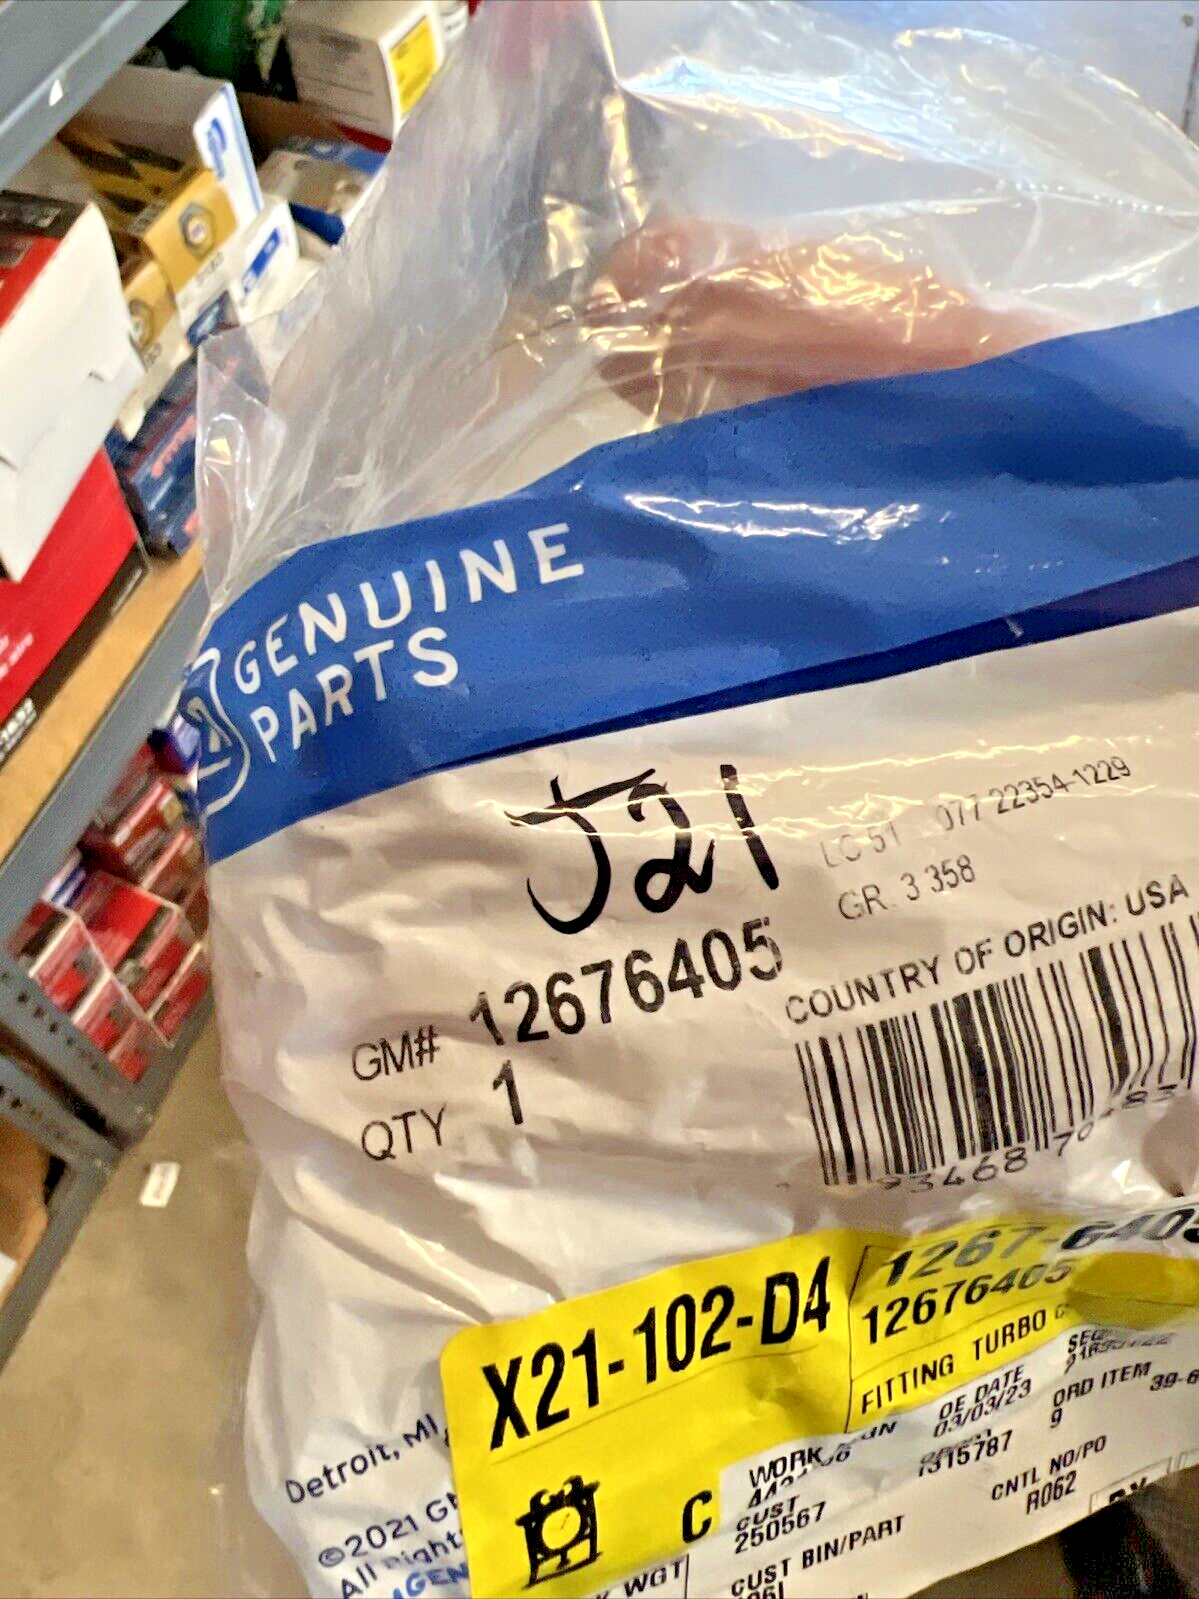 GENUINE
PARTS
J21
LC 51 077 22354-1229
GR. 3 358
GM# 12676405
QTY 1
COUNTRY OF ORIGIN: USA
X21-102-D4
12676405
FITTING TURBO
OE DATE
03/03/23
ORD ITEM
9
WORK
CUST
250567
1315787
CNTL NO/PO
R062
CUST BIN/PART
C
WGT
Detroit, MI
©2021
All